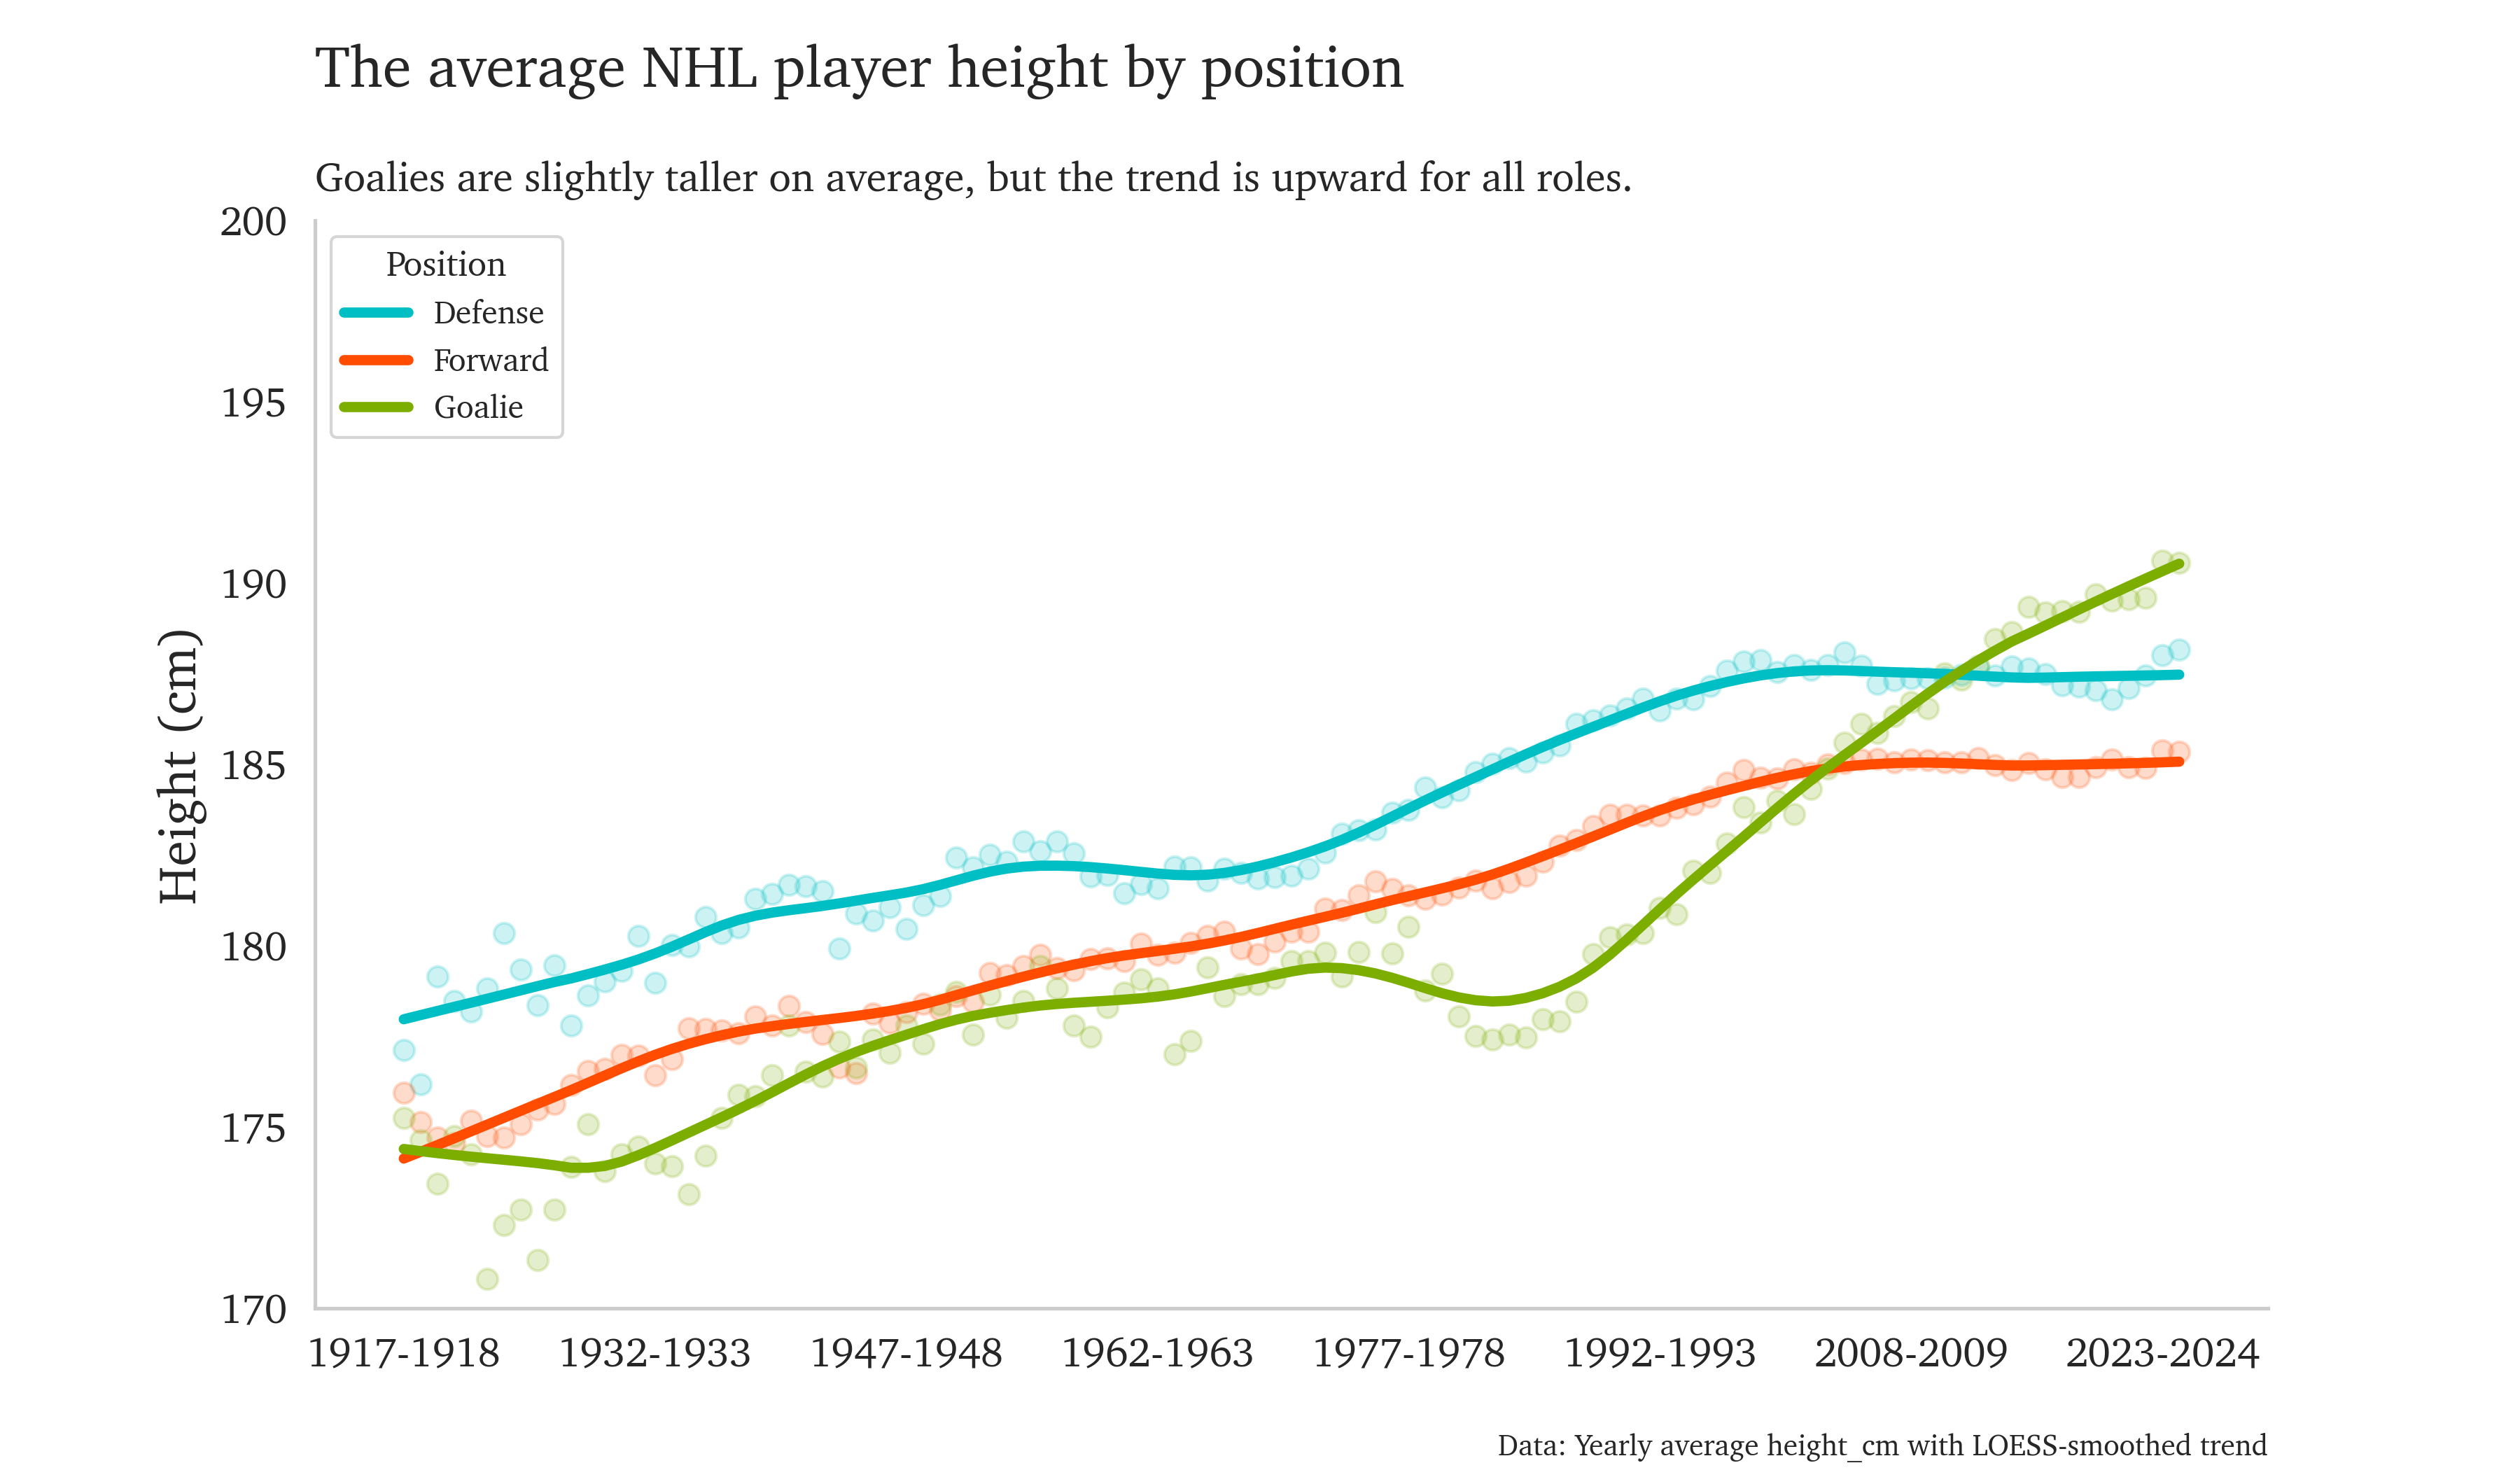 The average NHL player height by position
Goalies are slightly taller on average, but the trend is upward for all roles.
200
195
190
185
180
175
170
Height (cm)
Position
Defense
Forward
Goalie
1917-1918 1932-1933 1947-1948 1962-1963 1977-1978 1992-1993 2008-2009 2023-2024
Data: Yearly average height_cm with LOESS-smoothed trend